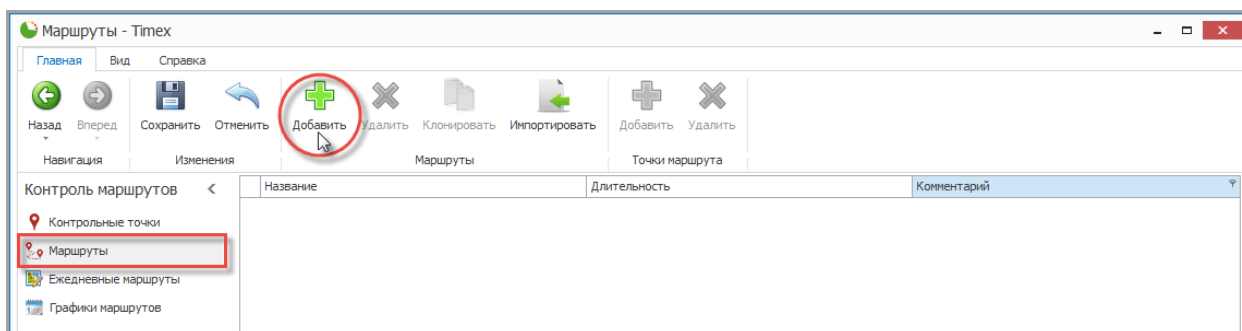 Маршруты - Timex
Главная Вид Справка
Назад Вперед Сохранить Отменить Добавить Удалить Клонировать Импортировать Добавить Удалить
Навигация Изменения Маршруты Точки маршрута
Контроль маршрутов < Название Длительность Комментарий
Контрольные точки
Маршруты
Ежедневные маршруты
Графики маршрутов